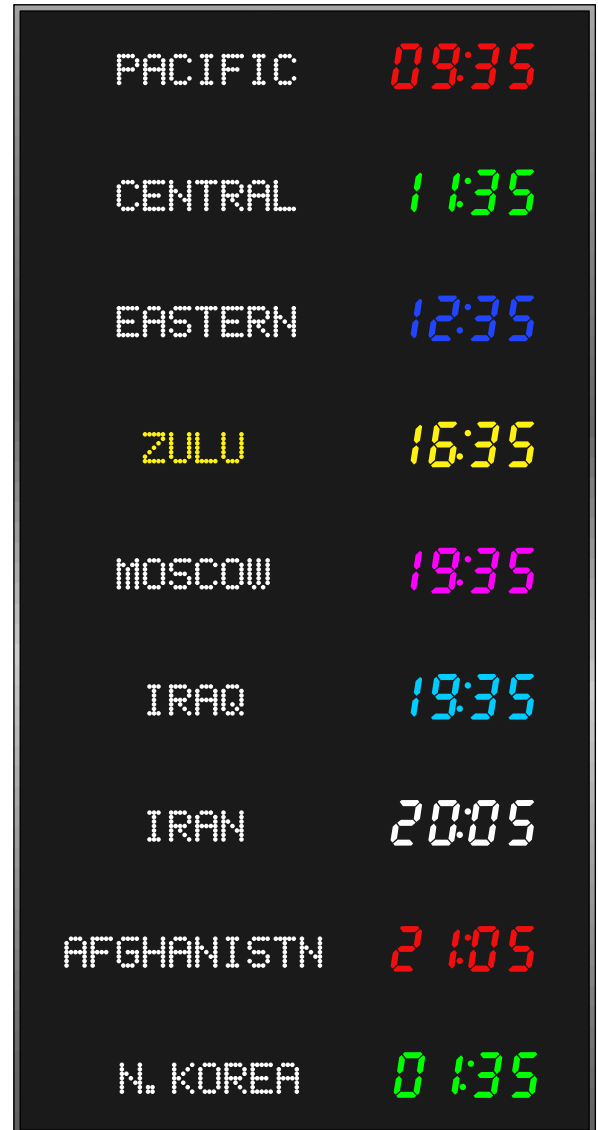 PACIFIC 09:35
CENTRAL 11:35
EASTERN 12:35
ZULU 16:35
MOSCOW 19:35
IRAQ 19:35
IRAN 20:05
AFGHANISTN 21:05
N. KOREA 01:35